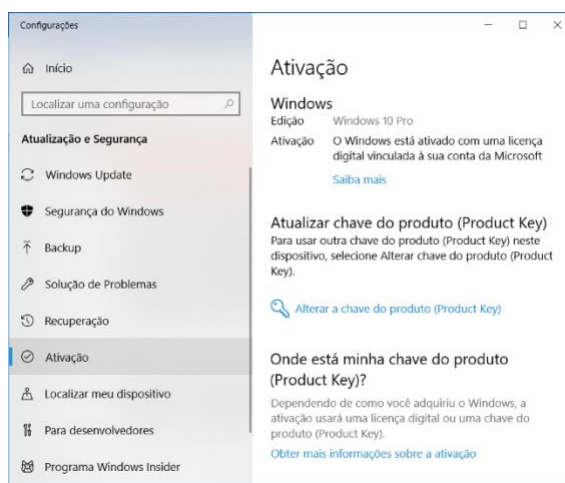 Configurações
Início
Localizar uma configuração
Atualização e Segurança
Windows Update
Segurança do Windows
Backup
Solução de Problemas
Recuperação
Ativação
Localizar meu dispositivo
Para desenvolvedores
Programa Windows Insider
Ativação
Windows
Edição Windows 10 Pro
Ativação O Windows está ativado com uma licença
digital vinculada à sua conta da Microsoft
Saiba mais
Atualizar chave do produto (Product Key)
Para usar outra chave do produto (Product Key) neste
dispositivo, selecione Alterar chave do produto (Product
Key).
Alterar a chave do produto (Product Key)
Onde está minha chave do produto
(Product Key)?
Dependendo de como você adquiriu o Windows, a
ativação usará uma licença digital ou uma chave do
produto (Product Key).
Obter mais informações sobre a ativação